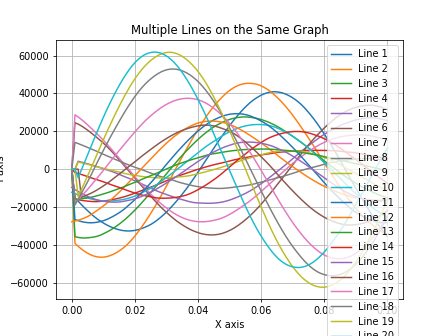 Multiple Lines on the Same Graph
60000
40000
20000
0
−20000
−40000
−60000
0.00
0.02
0.04
0.06
X axis
Line 1
Line 2
Line 3
Line 4
Line 5
Line 6
Line 7
Line 8
Line 9
Line 10
Line 11
Line 12
Line 13
Line 14
Line 15
Line 16
Line 17
Line 18
Line 19
Line 20